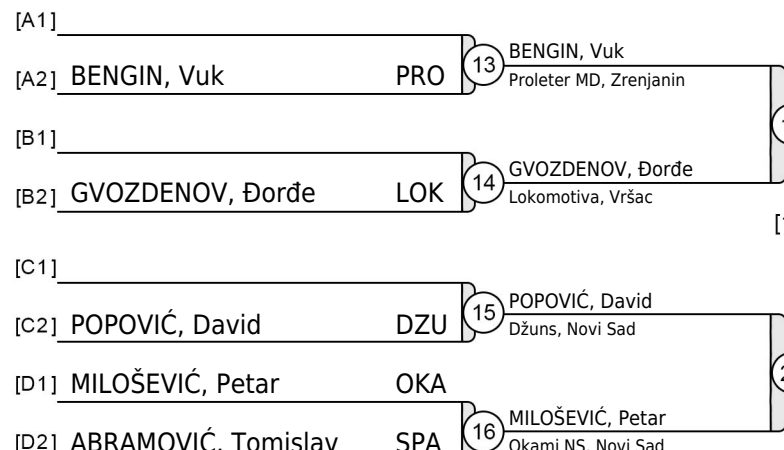 [A1]
[A2] BENGIN, Vuk PRO
13
BENGIN, Vuk
Proleter MD, Zrenjanin
[B1]
[B2] GVOZDENOV, Đorđe LOK
14
GVOZDENOV, Đorđe
Lokomotiva, Vršac
[C1]
[C2] POPOVIĆ, David DZU
15
POPOVIĆ, David
Džuns, Novi Sad
[D1] MILOŠEVIĆ, Petar OKA
[D2] ABRAMOVIĆ, Tomislav SPA
16
MILOŠEVIĆ, Petar
Okami NS, Novi Sad